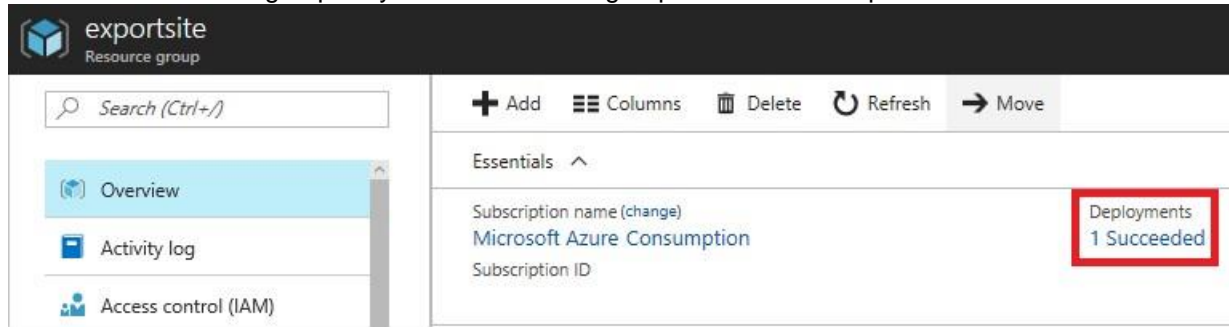 exportsite
Resource group
Search (Ctrl+/)
Add Columns Delete Refresh Move
Essentials
Overview
Subscription name (change)
Deployments
Microsoft Azure Consumption
1 Succeeded
Activity log
Subscription ID
Access control (IAM)